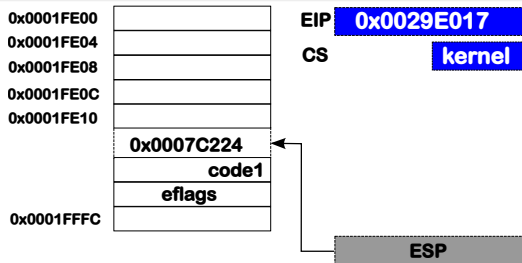 0x0001FE00
0x0001FE04
0x0001FE08
0x0001FE0C
0x0001FE10
0x0007C224
code1
eflags
0x0001FFFC
EIP 0x0029E017
CS kernel
ESP